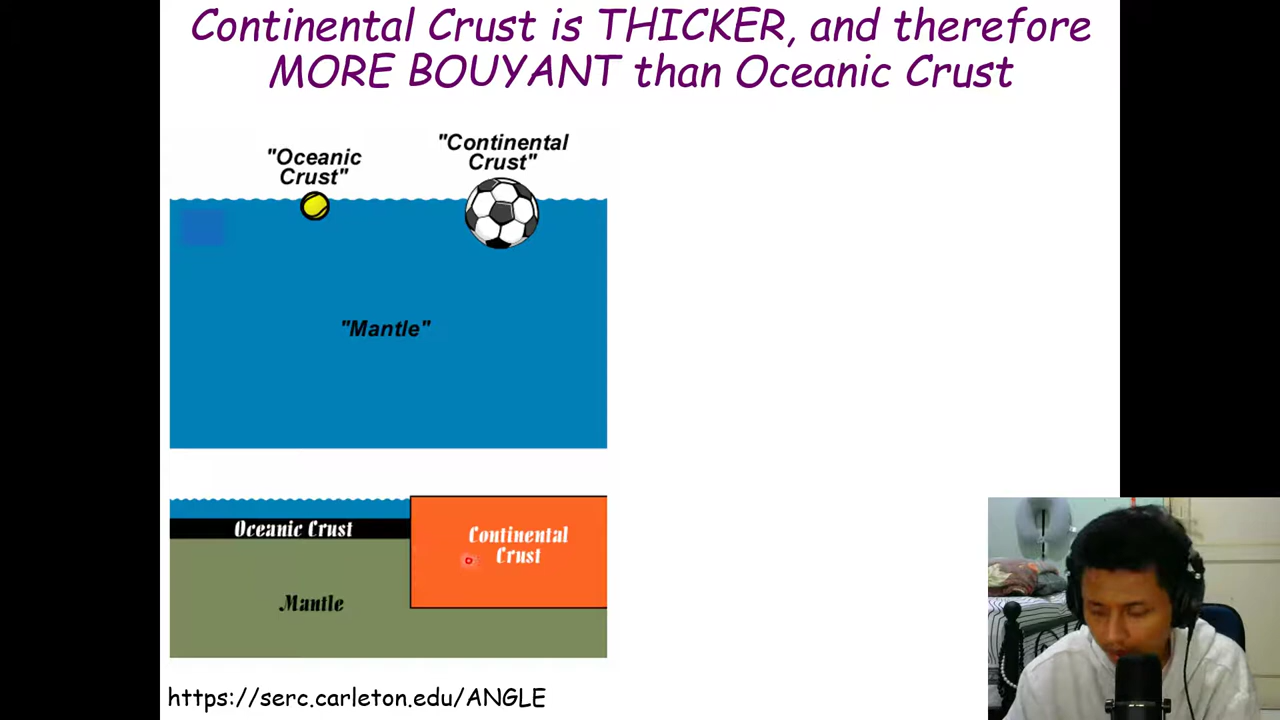 Continental Crust is THICKER, and therefore
MORE BOUYANT than Oceanic Crust
"Oceanic
Crust"
"Continental
Crust"
"Mantle"
Oceanic Crust
Continental
Crust
Mantle
https://serc.carleton.edu/ANGLE